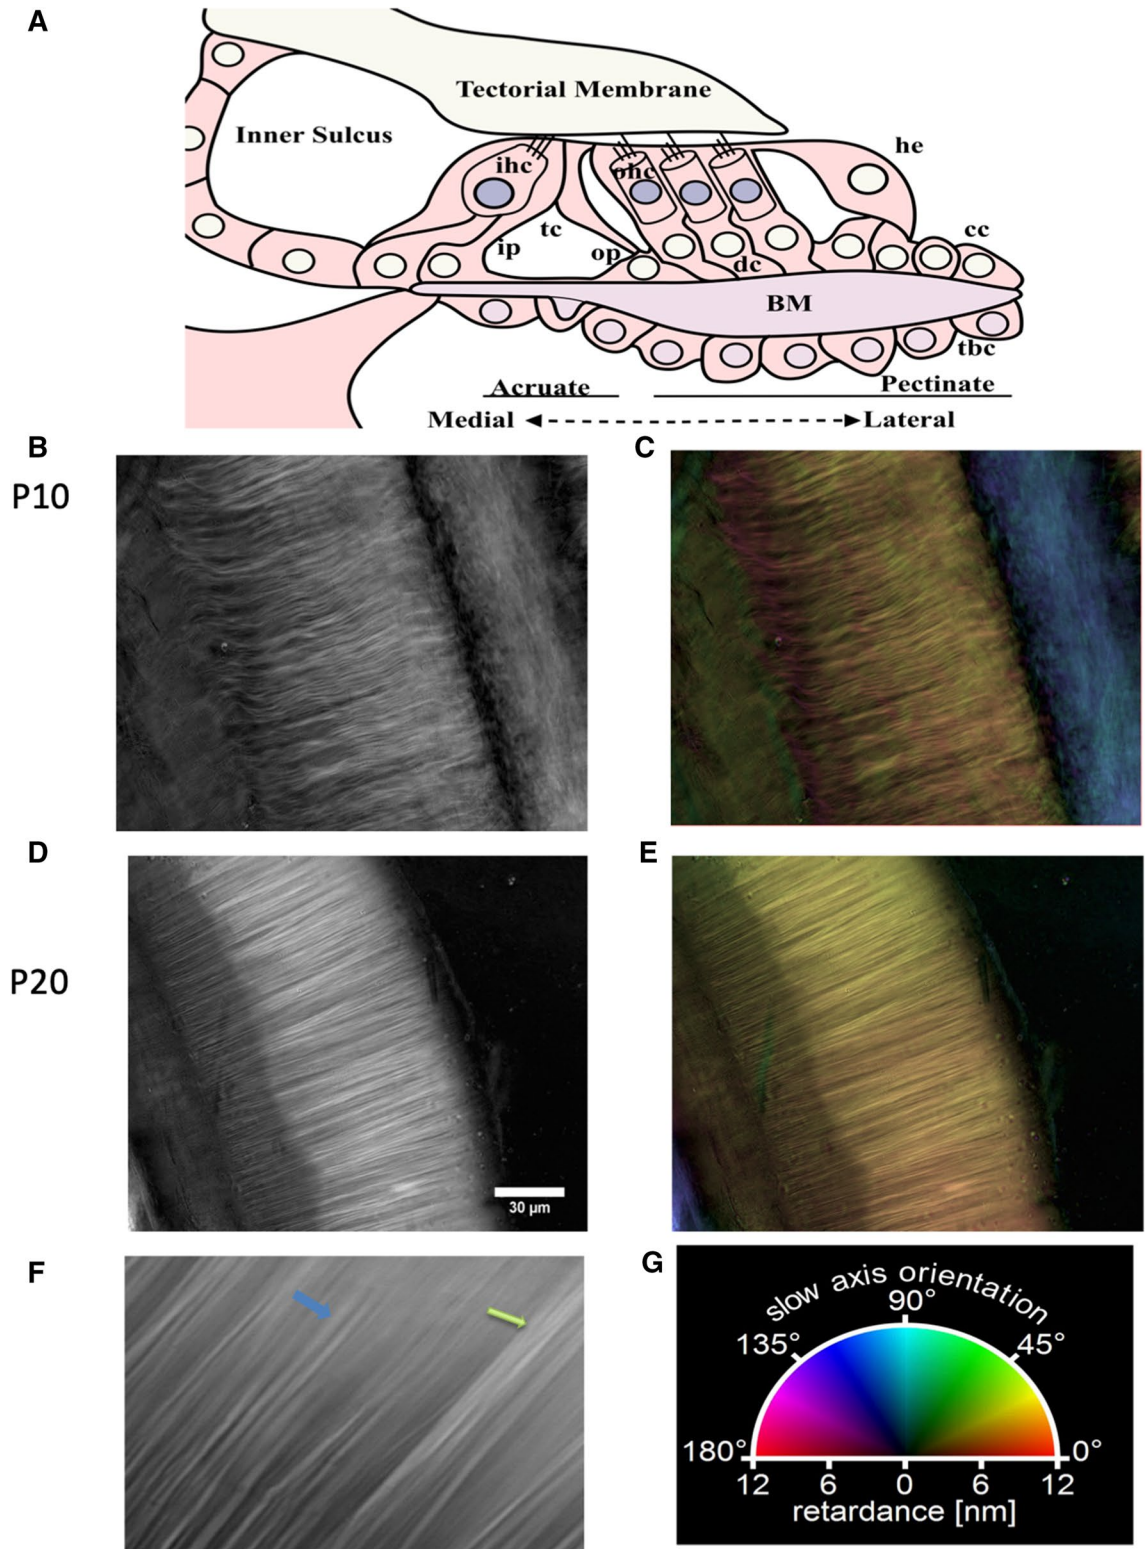 A
Tectorial Membrane
Inner Sulcus
he
ihc
ohc
cc
tc
ip
op
dc
BM
tbc
Acruate
Pectinate
Medial
Lateral
B
C
P10
D
E
P20
30 µm
F
G
slow axis orientation
90°
135°
45°
180°
0°
12 6 0 6 12
retardance [nm]